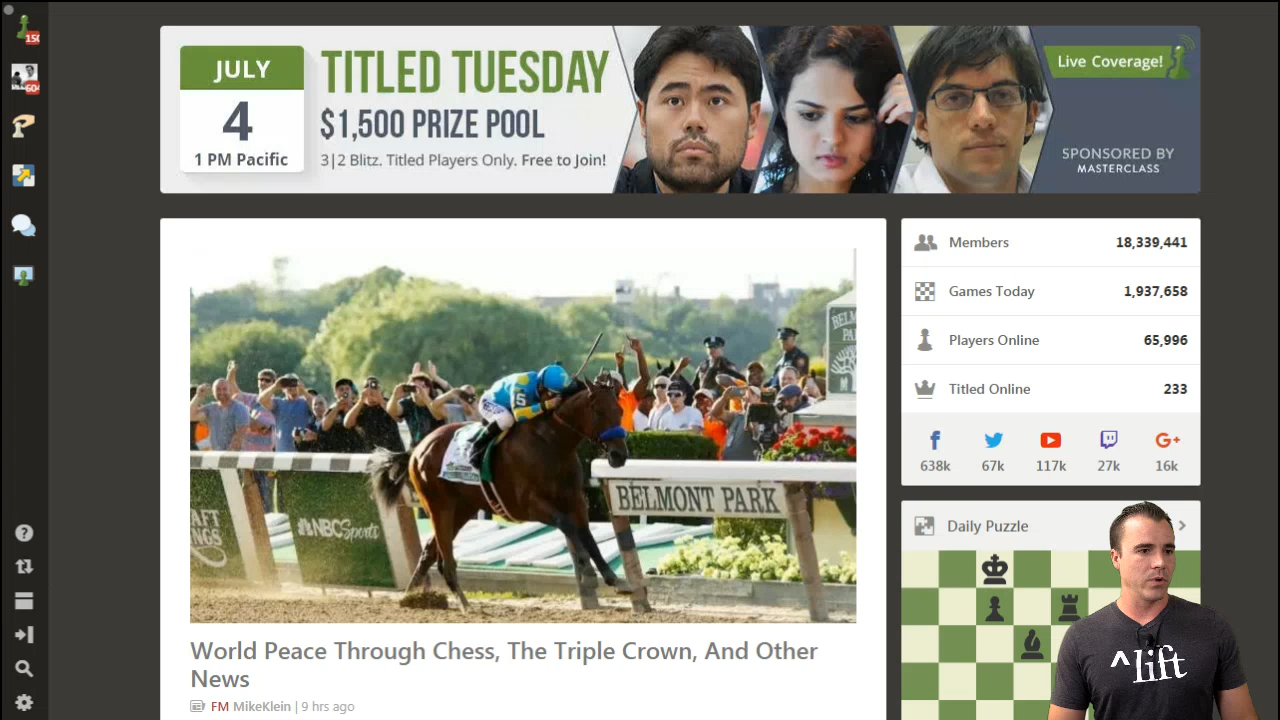 150
604
JULY
4
1 PM Pacific
TITLED TUESDAY
$1,500 PRIZE POOL
3|2 Blitz. Titled Players Only. Free to Join!
Live Coverage!
SPONSORED BY
MASTERCLASS
Members 18,339,441
Games Today 1,937,658
Players Online 65,996
Titled Online 233
638k 67k 117k 27k 16k
Daily Puzzle
BELMONT PARK
NBC Sports
15
^lift
World Peace Through Chess, The Triple Crown, And Other
News
FM MikeKlein | 9 hrs ago